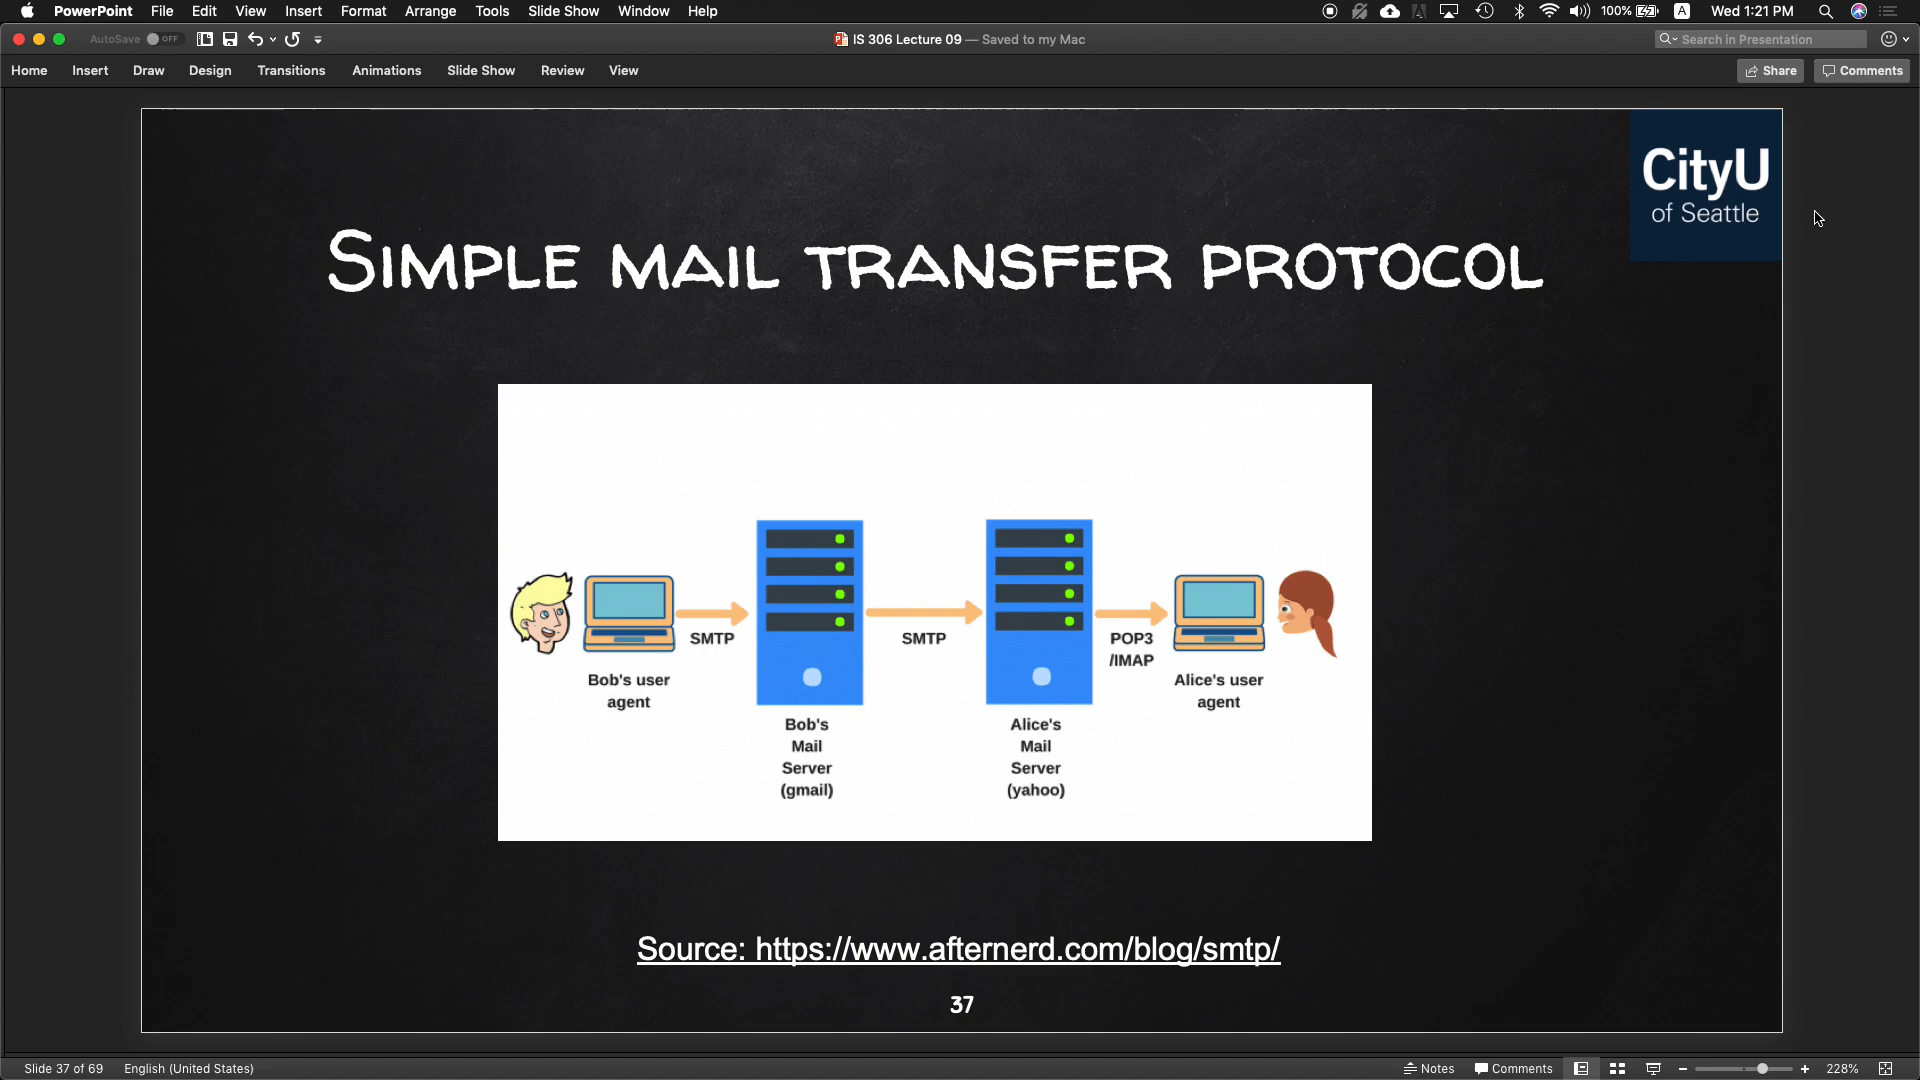 PowerPoint File Edit View Insert Format Arrange Tools Slide Show Window Help 100% A Wed 1:21 PM
AutoSave OFF IS 306 Lecture 09 — Saved to my Mac Search in Presentation
Home Insert Draw Design Transitions Animations Slide Show Review View Share Comments
CityU
of Seattle
Simple mail transfer protocol
SMTP
SMTP
POP3
/IMAP
Bob's user
agent
Bob's
Mail
Server
(gmail)
Alice's
Mail
Server
(yahoo)
Alice's user
agent
Source: https://www.afternerd.com/blog/smtp/
37
Slide 37 of 69 English (United States) Notes Comments 228%